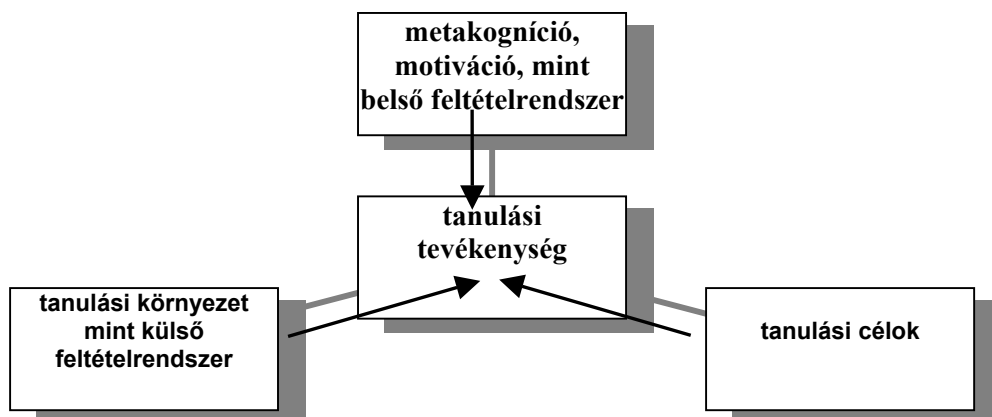 metakogníció,
motiváció, mint
belső feltételrendszer
tanulási
tevékenység
tanulási környezet
mint külső
feltételrendszer
tanulási célok